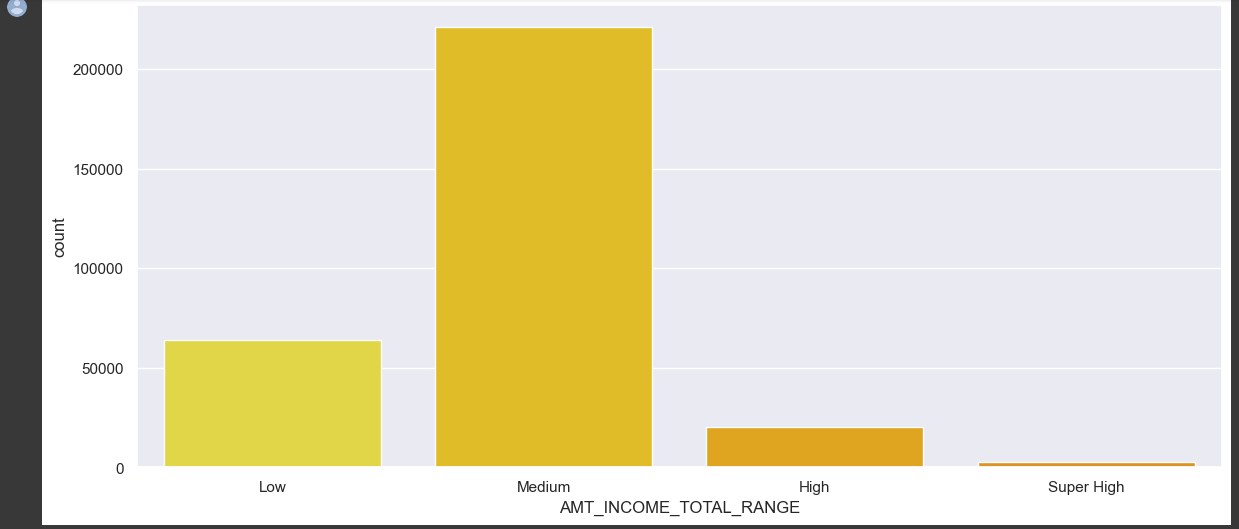 200000
150000
count
100000
50000
0
Low Medium High Super High
AMT_INCOME_TOTAL_RANGE